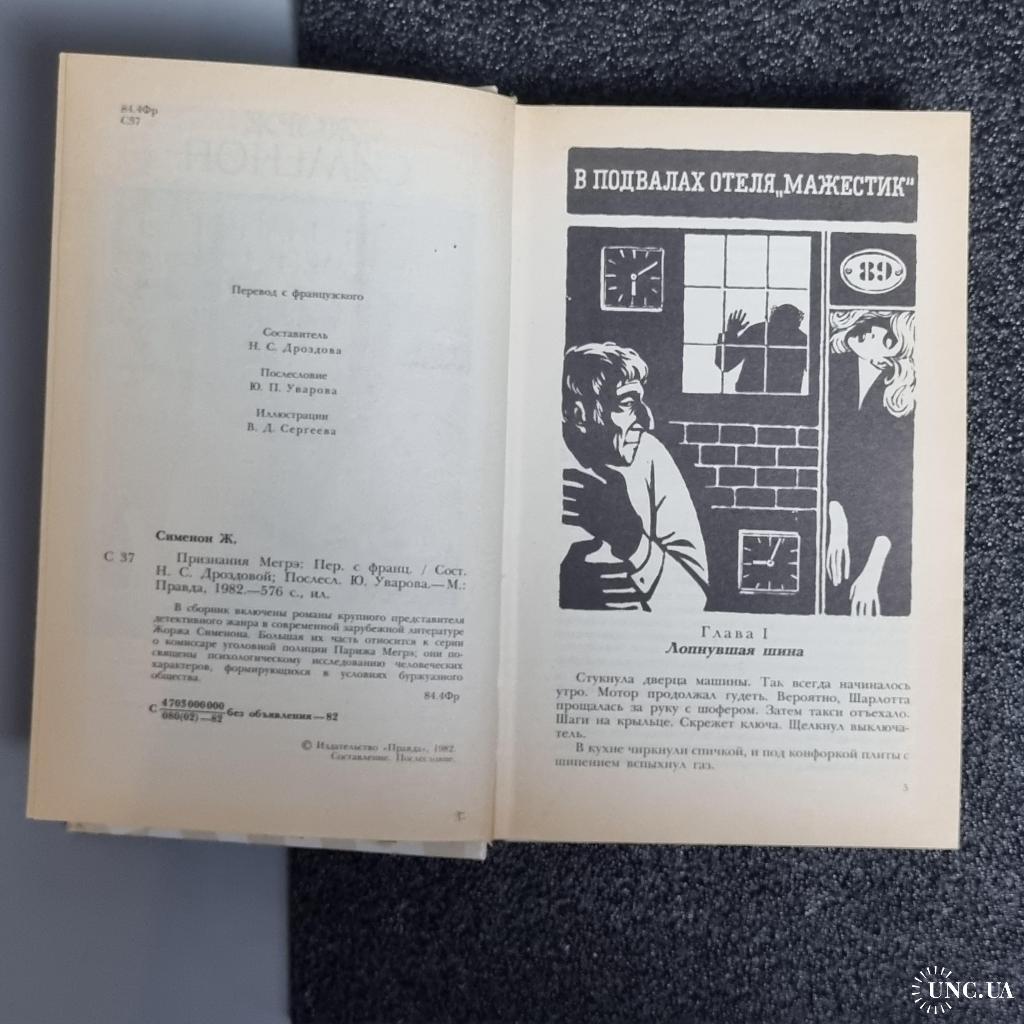 84.4Фр
С37
Перевод с французского
Составитель
Н. С. Дроздова
Послесловие
Ю. П. Уварова
Иллюстрации
В. Д. Сергеева
Сименон Ж.
С 37 Признания Мегрэ: Пер. с франц. / Сост.
Н. С. Дроздовой; Послесл. Ю. Уварова.—М.:
Правда, 1982.—576 с., ил.
В сборник включены романы крупного представителя
детективного жанра в современной зарубежной литературе
Жоржа Сименона. Большая их часть относится к серии
о комиссаре уголовной полиции Парижа Мегрэ; они по-
священы психологическому исследованию человеческих
характеров, формирующихся в условиях буржуазного
общества.
84.4Фр
С 4703000000
080(02)—82 без объявления—82
© Издательство «Правда», 1982.
Составление. Послесловие.
В ПОДВАЛАХ ОТЕЛЯ „МАЖЕСТИК“
89
Глава I
Лопнувшая шина
Стукнула дверца машины. Так всегда начиналось
утро. Мотор продолжал гудеть. Вероятно, Шарлотта
прощалась за руку с шофером. Затем такси отъехало.
Шаги на крыльце. Скрежет ключа. Щелкнул выключа-
тель.
В кухне чиркнули спичкой, и под конфоркой плиты с
шипением вспыхнул газ.
UNC.UA